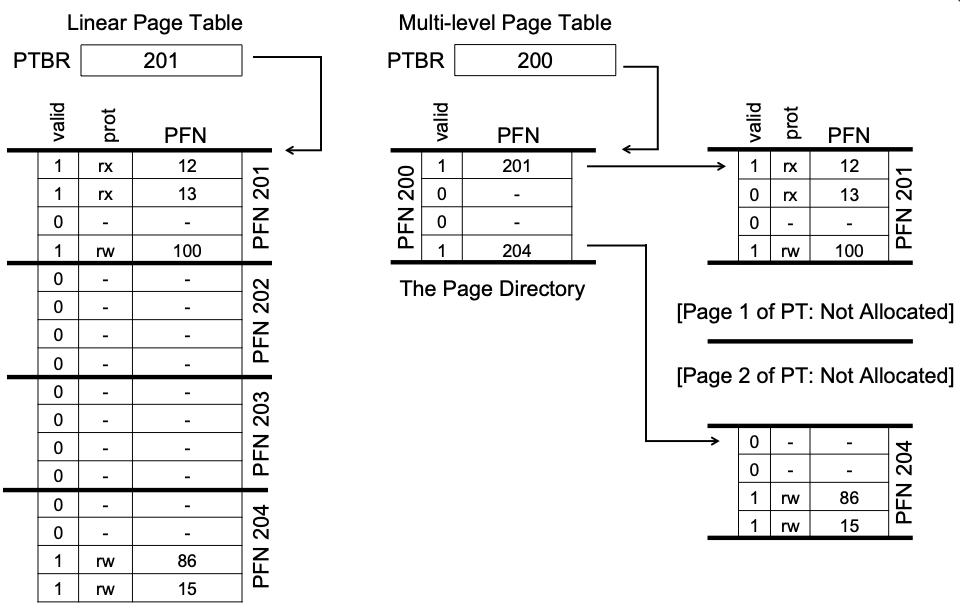 Linear Page Table
PTBR 201
valid prot PFN
1 rx 12
1 rx 13
0 - -
1 rw 100
PFN 201
0 - -
0 - -
0 - -
0 - -
PFN 202
0 - -
0 - -
0 - -
0 - -
PFN 203
0 - -
0 - -
1 rw 86
1 rw 15
PFN 204
Multi-level Page Table
PTBR 200
valid PFN
PFN 200
1 201
0 -
0 -
1 204
The Page Directory
valid prot PFN
1 rx 12
0 rx 13
0 - -
1 rw 100
PFN 201
[Page 1 of PT: Not Allocated]
[Page 2 of PT: Not Allocated]
0 - -
0 - -
1 rw 86
1 rw 15
PFN 204